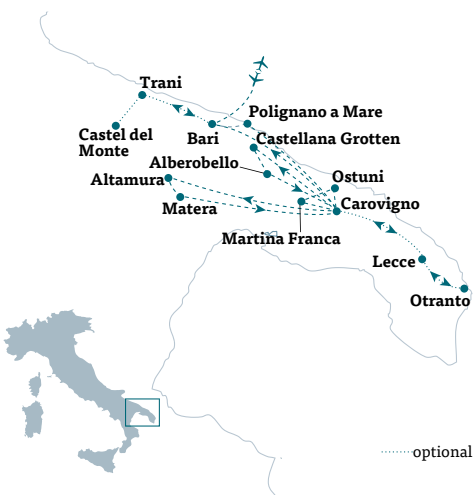 Trani
Polignano a Mare
Castel del
Monte
Bari
Castellana Grotten
Alberobello
Ostuni
Altamura
Carovigno
Matera
Martina Franca
Lecce
Otranto
optional